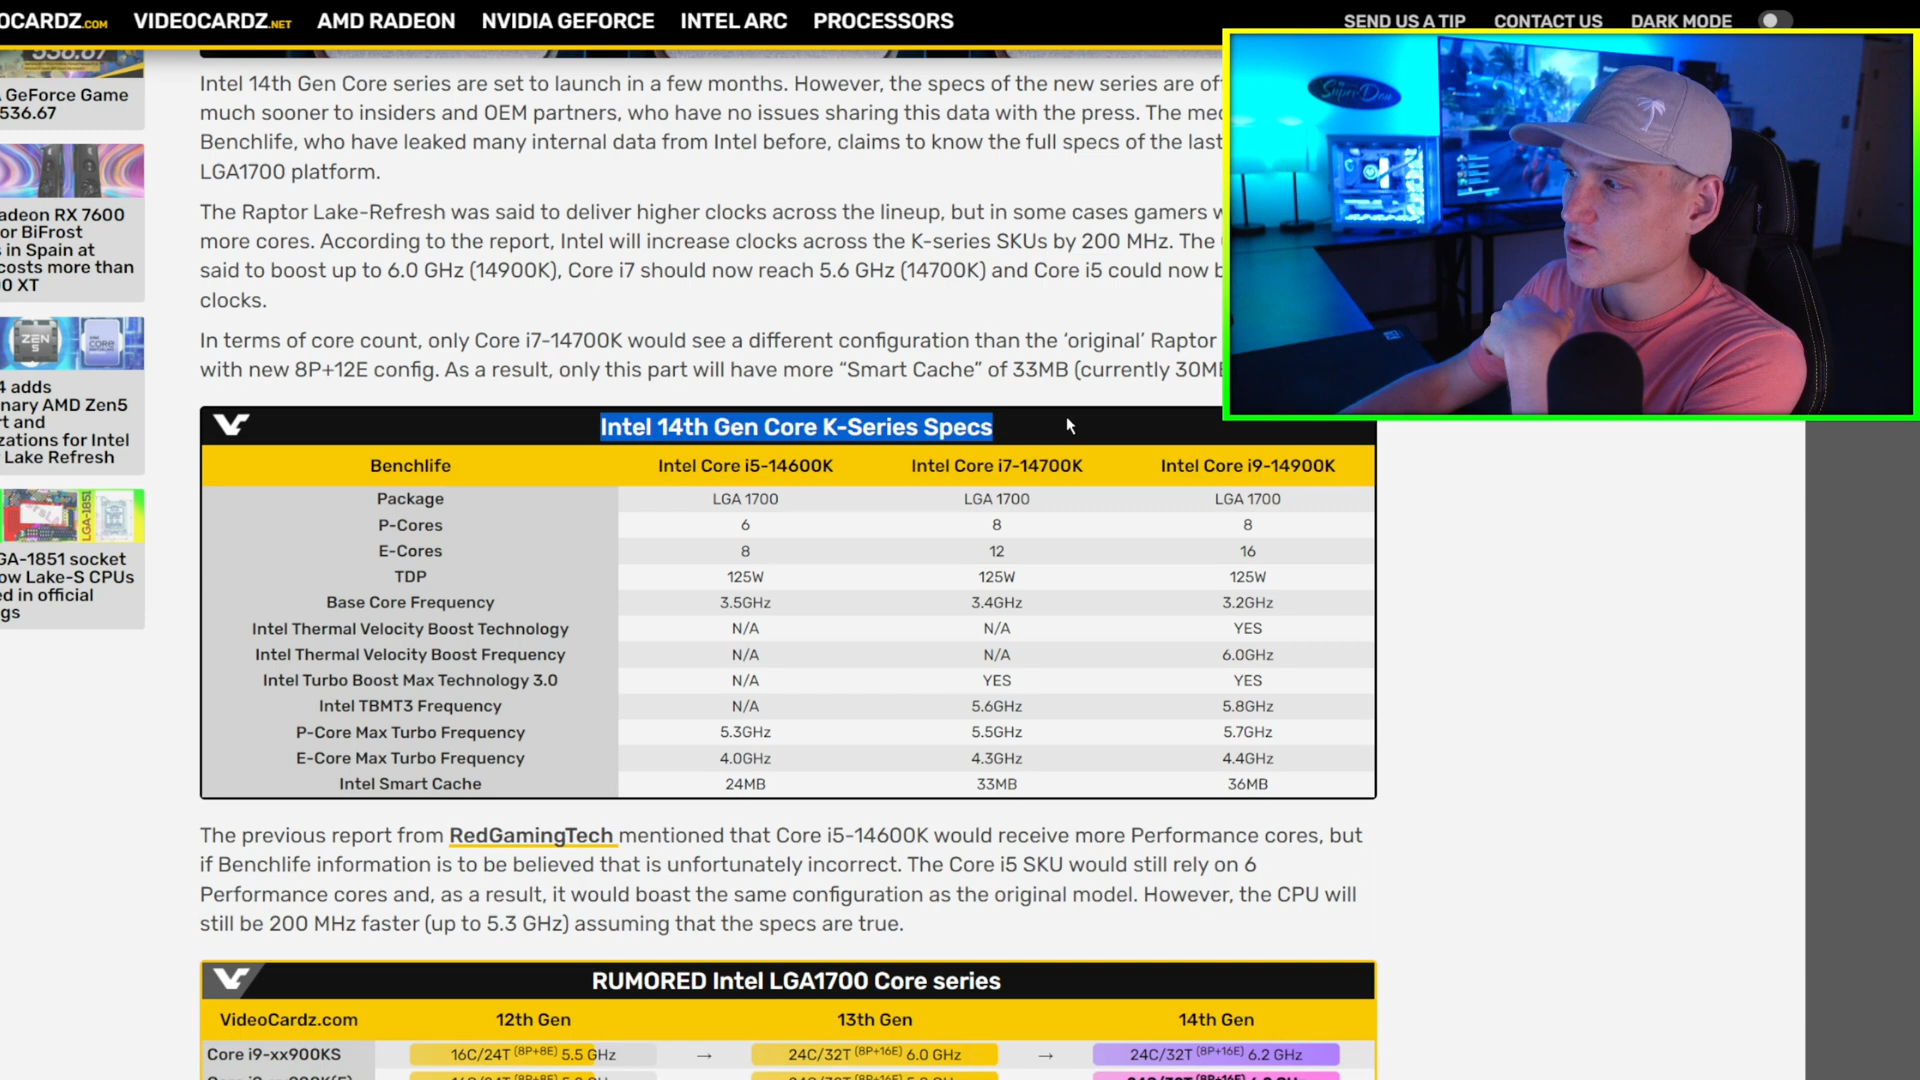 OCARDZ.COM VIDEOCARDZ.NET AMD RADEON NVIDIA GEFORCE INTEL ARC PROCESSORS SEND US A TIP CONTACT US DARK MODE
536.67
GeForce Game
536.67
adeon RX 7600
or BiFrost
in Spain at
costs more than
0 XT
ZEN 5
CORE
4 adds
nary AMD Zen5
rt and
zations for Intel
Lake Refresh
LGA-1851
GA-1851 socket
ow Lake-S CPUs
ed in official
gs
Intel 14th Gen Core series are set to launch in a few months. However, the specs of the new series are of
much sooner to insiders and OEM partners, who have no issues sharing this data with the press. The me
Benchlife, who have leaked many internal data from Intel before, claims to know the full specs of the last
LGA1700 platform.
The Raptor Lake-Refresh was said to deliver higher clocks across the lineup, but in some cases gamers w
more cores. According to the report, Intel will increase clocks across the K-series SKUs by 200 MHz. The
said to boost up to 6.0 GHz (14900K), Core i7 should now reach 5.6 GHz (14700K) and Core i5 could now b
clocks.
In terms of core count, only Core i7-14700K would see a different configuration than the ‘original’ Raptor
with new 8P+12E config. As a result, only this part will have more “Smart Cache” of 33MB (currently 30MB
Super Dan
Intel 14th Gen Core K-Series Specs
Benchlife Intel Core i5-14600K Intel Core i7-14700K Intel Core i9-14900K
Package LGA 1700 LGA 1700 LGA 1700
P-Cores 6 8 8
E-Cores 8 12 16
TDP 125W 125W 125W
Base Core Frequency 3.5GHz 3.4GHz 3.2GHz
Intel Thermal Velocity Boost Technology N/A N/A YES
Intel Thermal Velocity Boost Frequency N/A N/A 6.0GHz
Intel Turbo Boost Max Technology 3.0 N/A YES YES
Intel TBMT3 Frequency N/A 5.6GHz 5.8GHz
P-Core Max Turbo Frequency 5.3GHz 5.5GHz 5.7GHz
E-Core Max Turbo Frequency 4.0GHz 4.3GHz 4.4GHz
Intel Smart Cache 24MB 33MB 36MB
The previous report from RedGamingTech mentioned that Core i5-14600K would receive more Performance cores, but
if Benchlife information is to be believed that is unfortunately incorrect. The Core i5 SKU would still rely on 6
Performance cores and, as a result, it would boast the same configuration as the original model. However, the CPU will
still be 200 MHz faster (up to 5.3 GHz) assuming that the specs are true.
RUMORED Intel LGA1700 Core series
VideoCardz.com 12th Gen 13th Gen 14th Gen
Core i9-xx900KS 16C/24T (8P+8E) 5.5 GHz → 24C/32T (8P+16E) 6.0 GHz → 24C/32T (8P+16E) 6.2 GHz